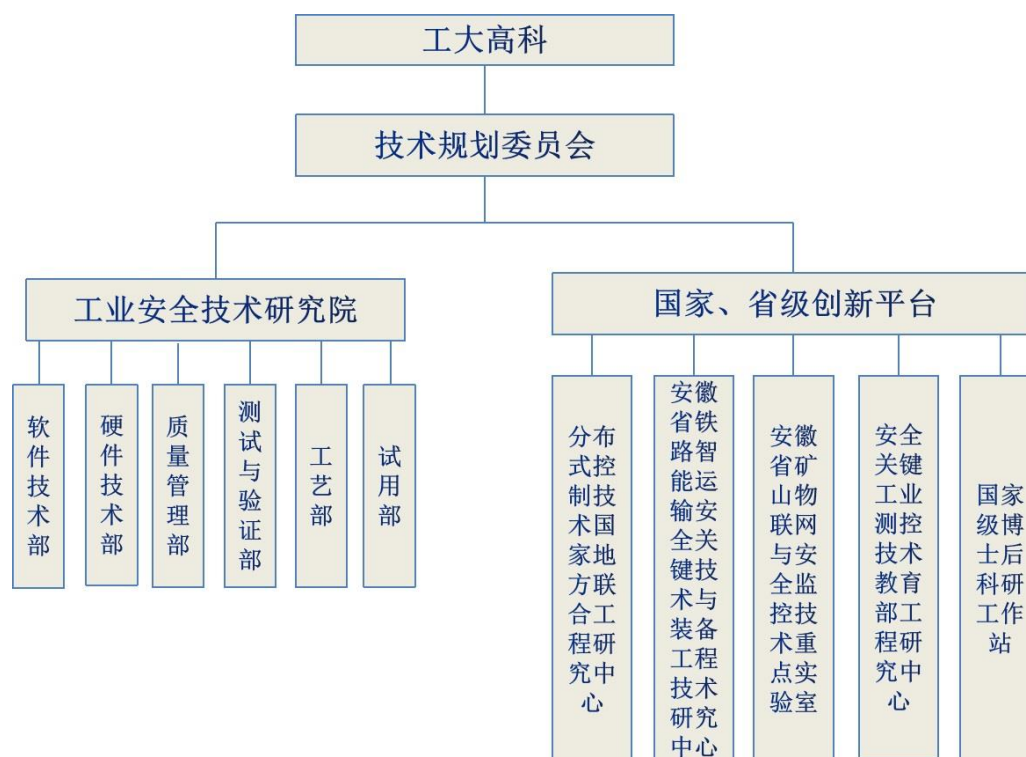 工大高科
技术规划委员会
工业安全技术研究院
国家、省级创新平台
软件技术部
硬件技术部
质量管理部
测试与验证部
工艺部
试用部
分布
式控
制技
术国
家地
方联
合工
程研
究中
心
安徽
省铁
路智
能运
输安
全关
键技
术与
装备
工程
技术
研究
中心
安徽
省矿
山物
联网
与安
全监
控技
术重
点实
验室
安全
关键
工业
测控
技术
教育
部工
程研
究中
心
国家
级博
士后
科研
工作
站